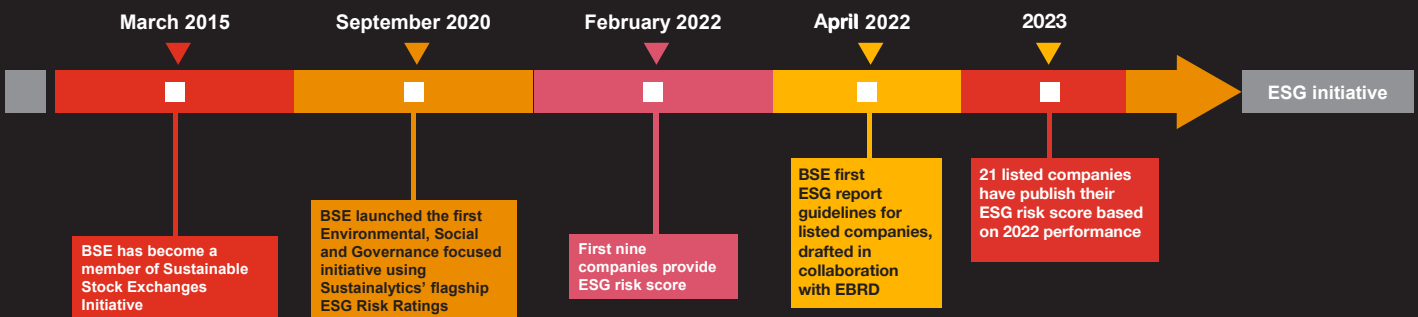 March 2015
September 2020
February 2022
April 2022
2023
ESG initiative
BSE has become a
member of Sustainable
Stock Exchanges
Initiative
BSE launched the first
Environmental, Social
and Governance focused
initiative using
Sustainalytics’ flagship
ESG Risk Ratings
First nine
companies provide
ESG risk score
BSE first
ESG report
guidelines for
listed companies,
drafted in
collaboration
with EBRD
21 listed companies
have publish their
ESG risk score based
on 2022 performance